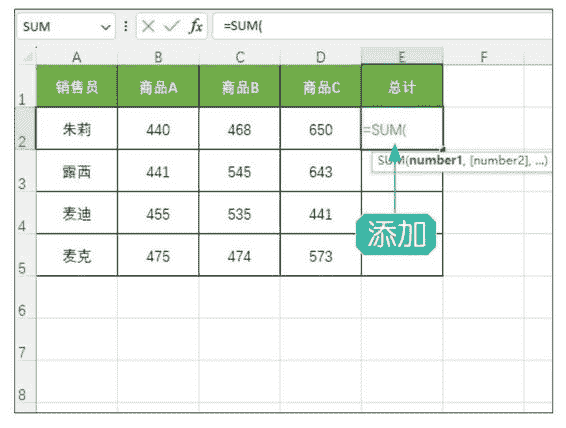 SUM fx =SUM(
A B C D E F
1 销售员 商品A 商品B 商品C 总计
2 朱莉 440 468 650 =SUM(
SUM(number1, [number2], ...)
3 露西 441 545 643
4 麦迪 455 535 441
添加
5 麦克 475 474 573
6
7
8